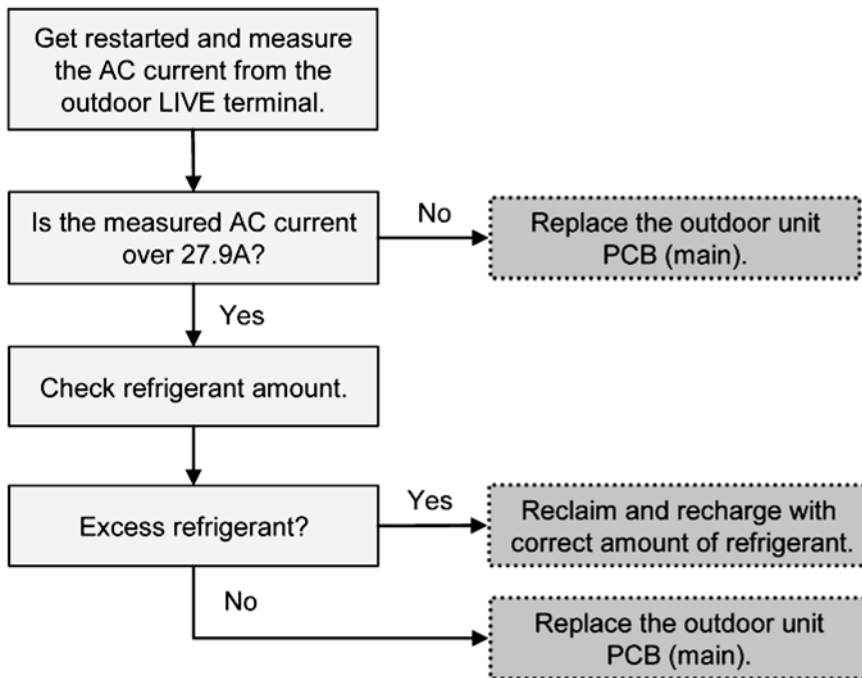 Get restarted and measure
the AC current from the
outdoor LIVE terminal.
Is the measured AC current
over 27.9A?
No
Replace the outdoor unit
PCB (main).
Yes
Check refrigerant amount.
Excess refrigerant?
Yes
Reclaim and recharge with
correct amount of refrigerant.
No
Replace the outdoor unit
PCB (main).